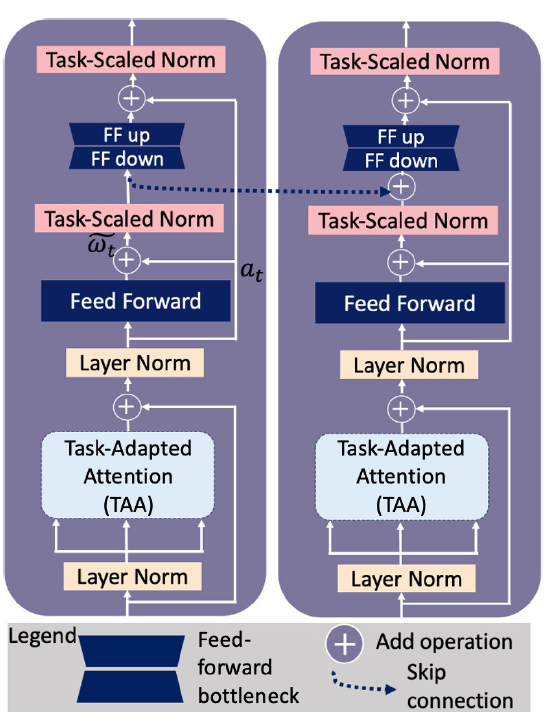 Task-Scaled Norm
FF up
FF down
Task-Scaled Norm
ω̃ₜ
aₜ
Feed Forward
Layer Norm
Task-Adapted
Attention
(TAA)
Layer Norm
Task-Scaled Norm
FF up
FF down
Task-Scaled Norm
Feed Forward
Layer Norm
Task-Adapted
Attention
(TAA)
Layer Norm
Legend
Feed-
forward
bottleneck
Add operation
Skip
connection